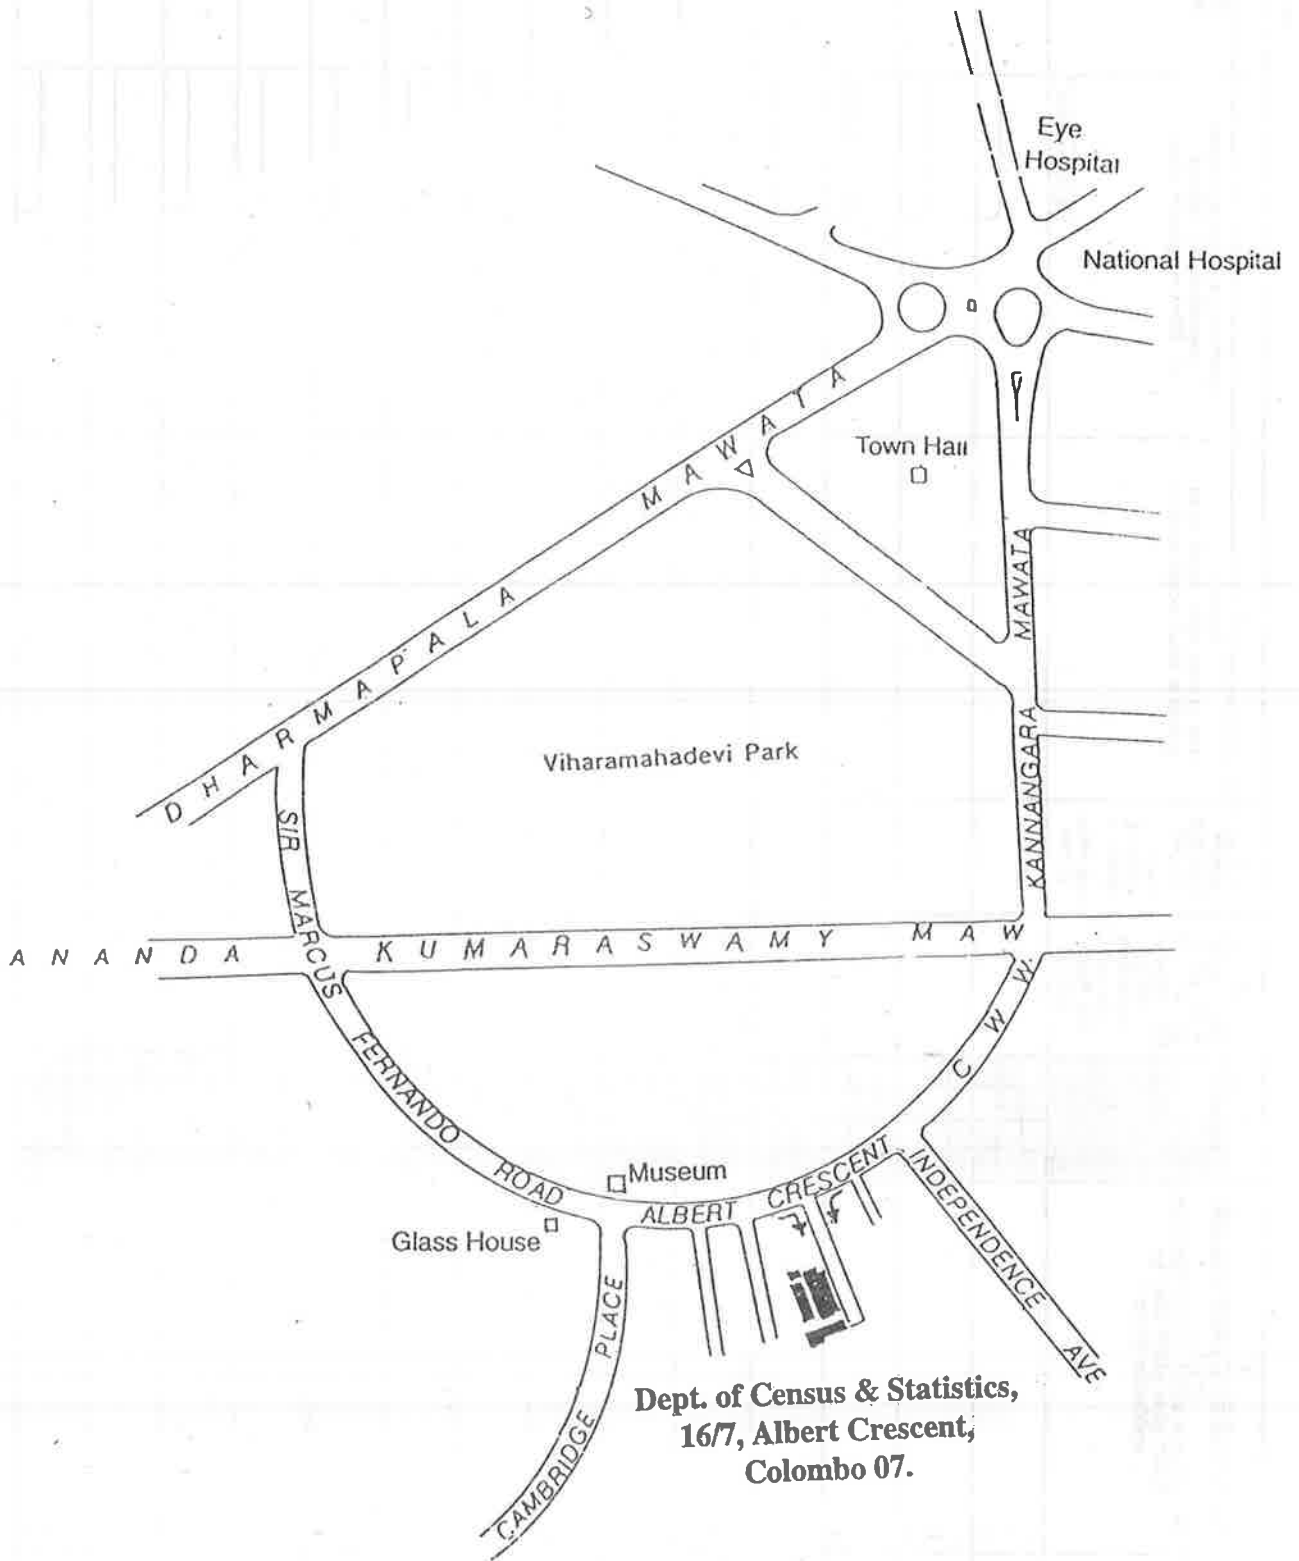 Eye
Hospital
National Hospital
Town Hall
DHARMAPALA MAWATA
Viharamahadevi Park
SIR MARCUS FERNANDO ROAD
ANANDA KUMARASWAMY MAW
C W W. KANNANGARA MAWATA
Museum
ALBERT CRESCENT
Glass House
INDEPENDENCE AVE
CAMBRIDGE PLACE
Dept. of Census & Statistics,
16/7, Albert Crescent,
Colombo 07.